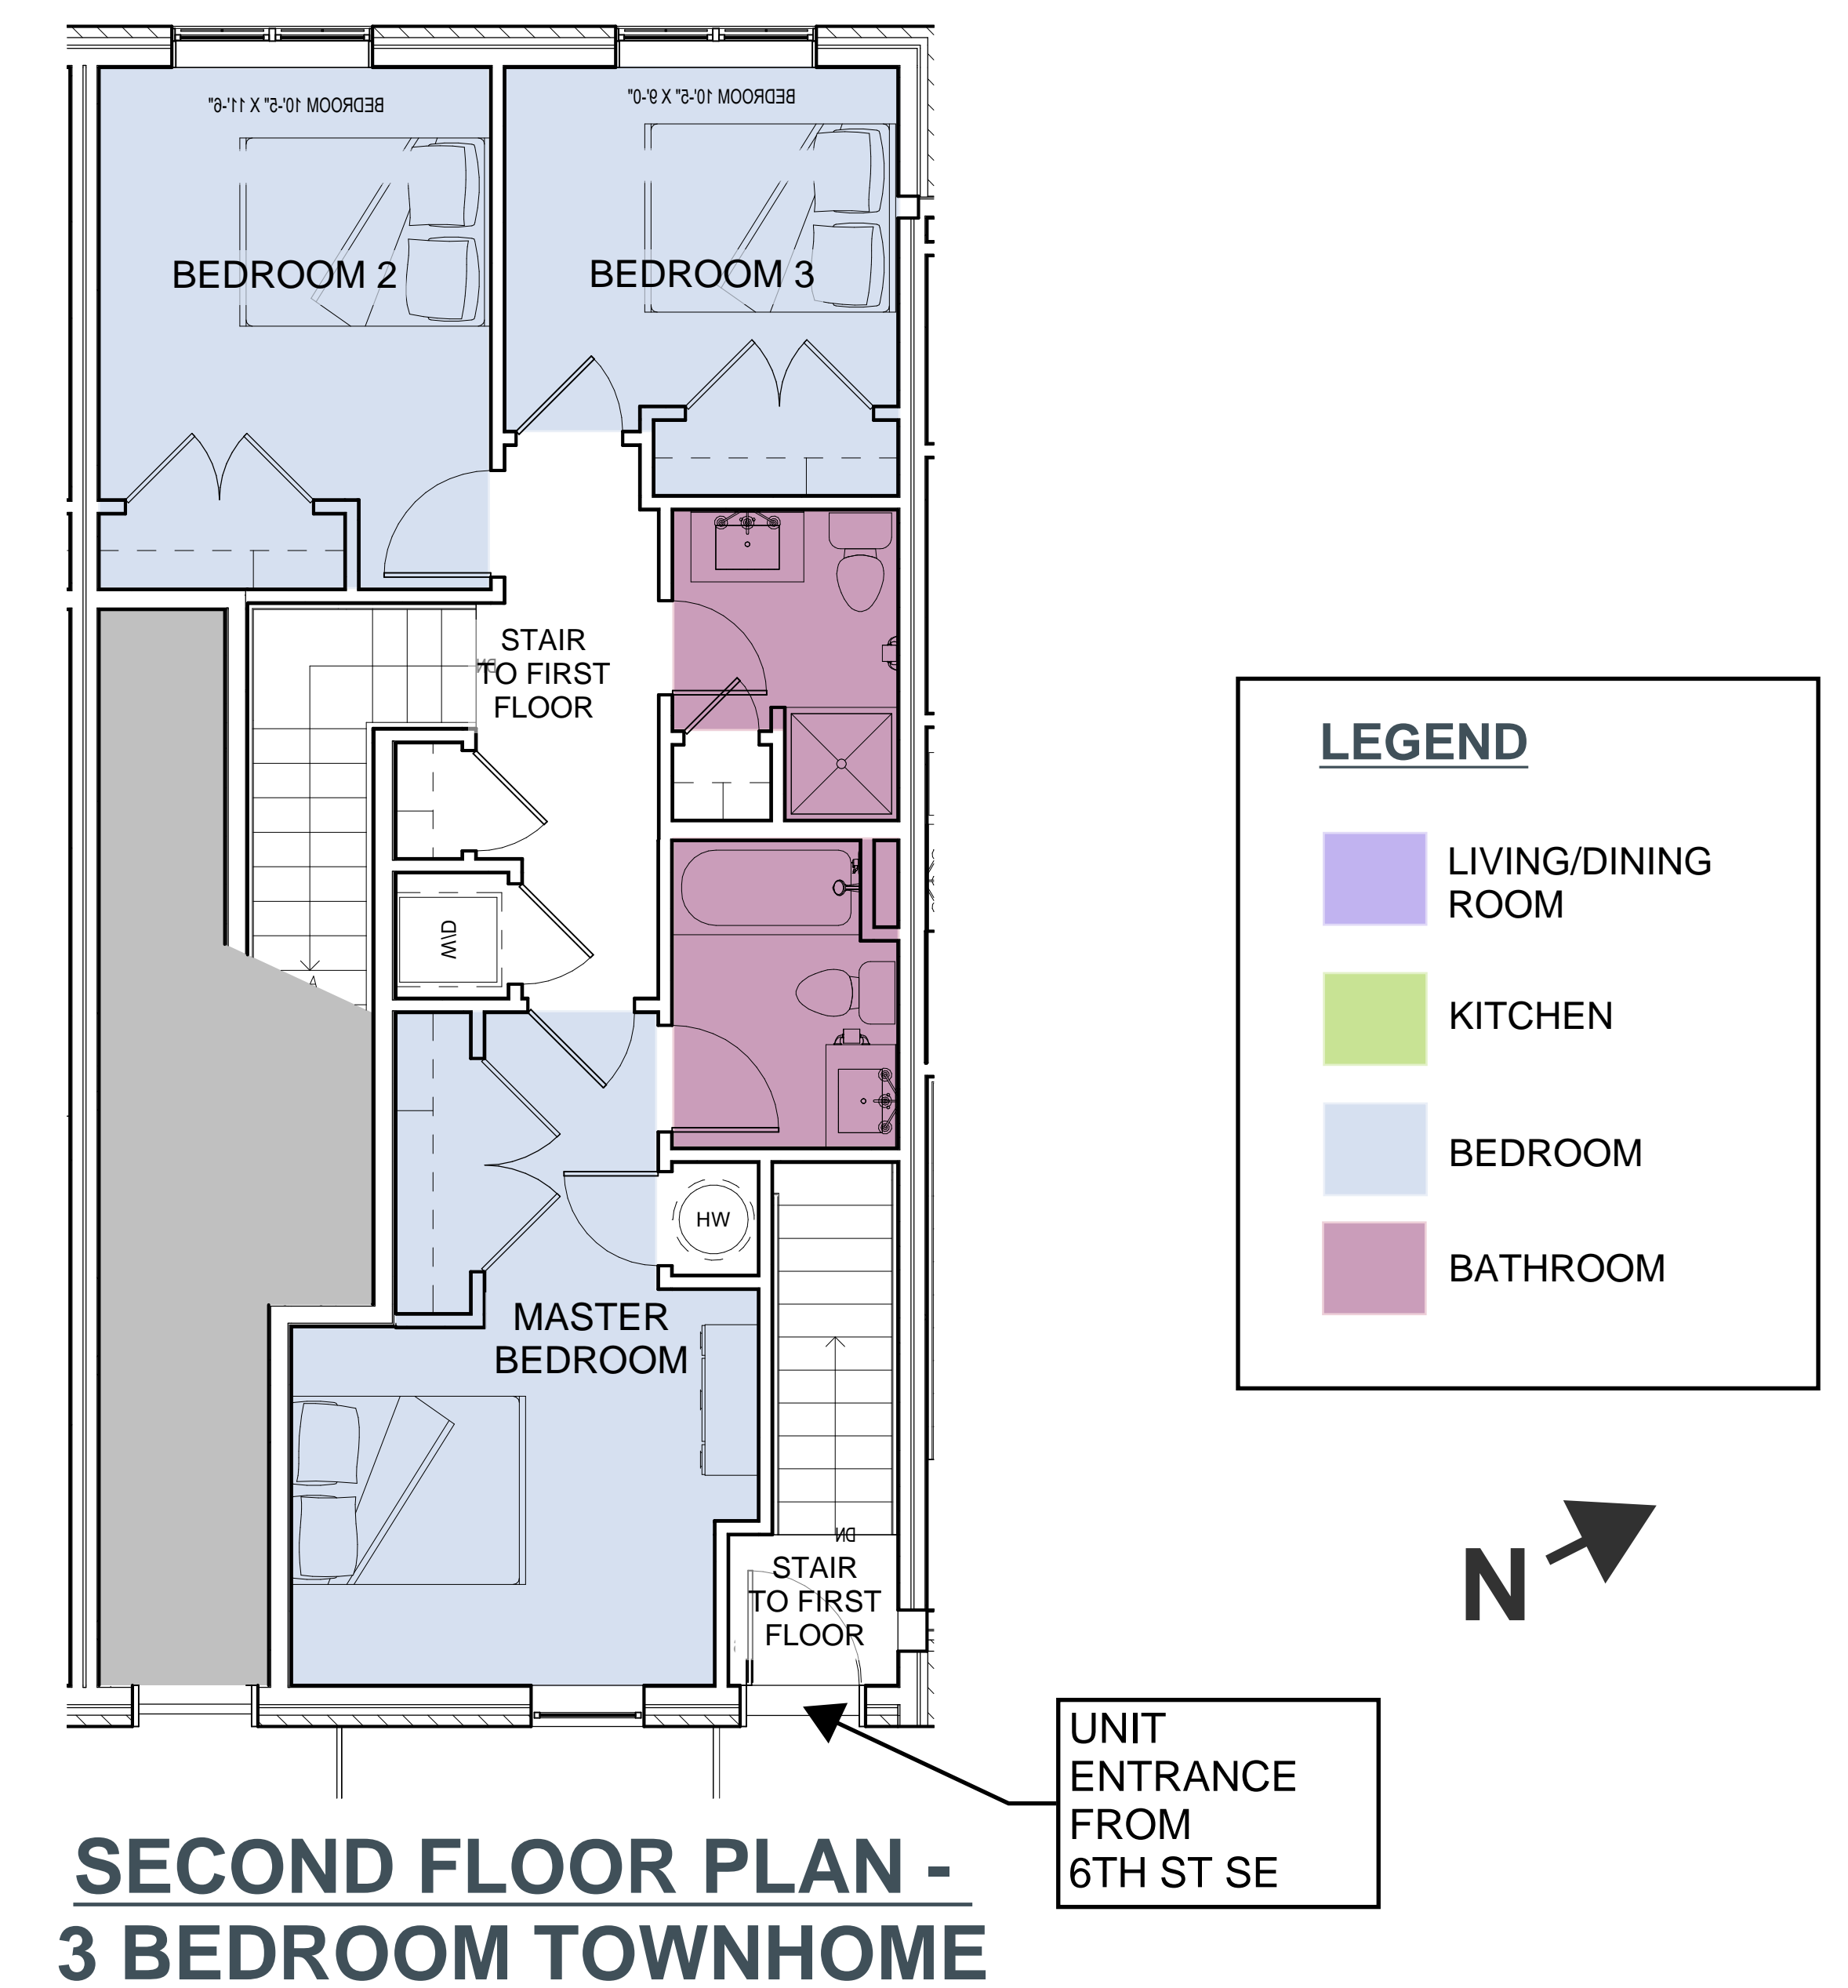 BEDROOM 10'-5" X 11'-6"
BEDROOM 10'-5" X 9'-0"
BEDROOM 2
BEDROOM 3
STAIR
TO FIRST
FLOOR
DN
W/D
HW
MASTER
BEDROOM
DN
STAIR
TO FIRST
FLOOR
UNIT
ENTRANCE
FROM
6TH ST SE
LEGEND
LIVING/DINING
ROOM
KITCHEN
BEDROOM
BATHROOM
N
SECOND FLOOR PLAN -
3 BEDROOM TOWNHOME